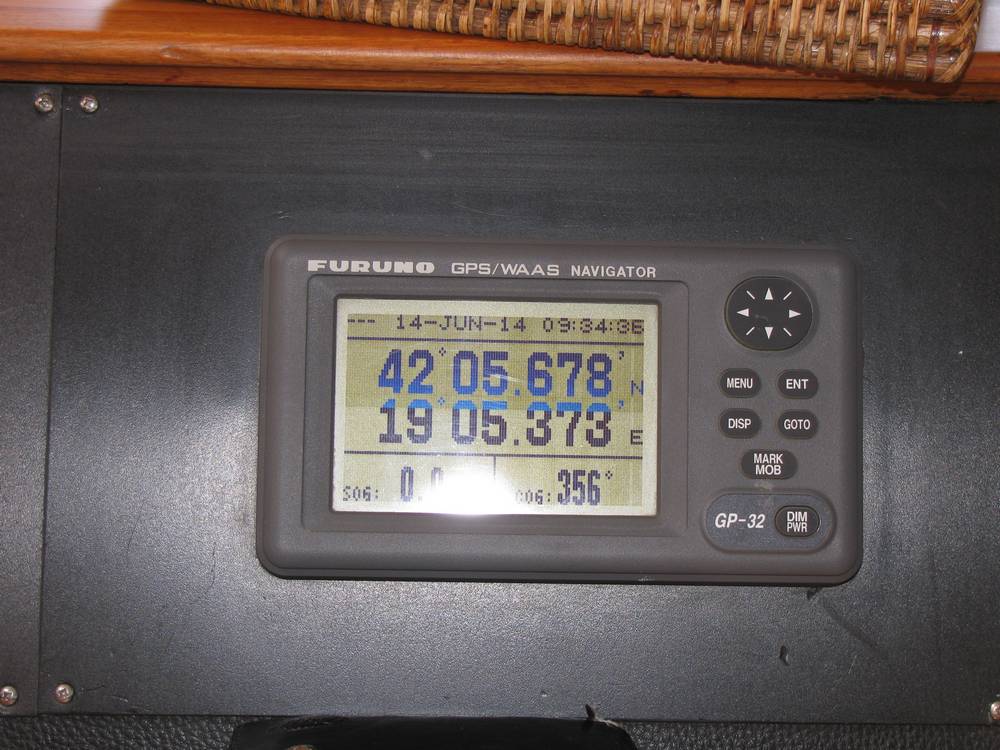 FURUNO GPS/WAAS NAVIGATOR
--- 14-JUN-14 09:34:36
42°05.678' N
19°05.373' E
SOG: COG: 356°
MENU ENT
DISP GOTO
MARK
MOB
GP-32
DIM
PWR